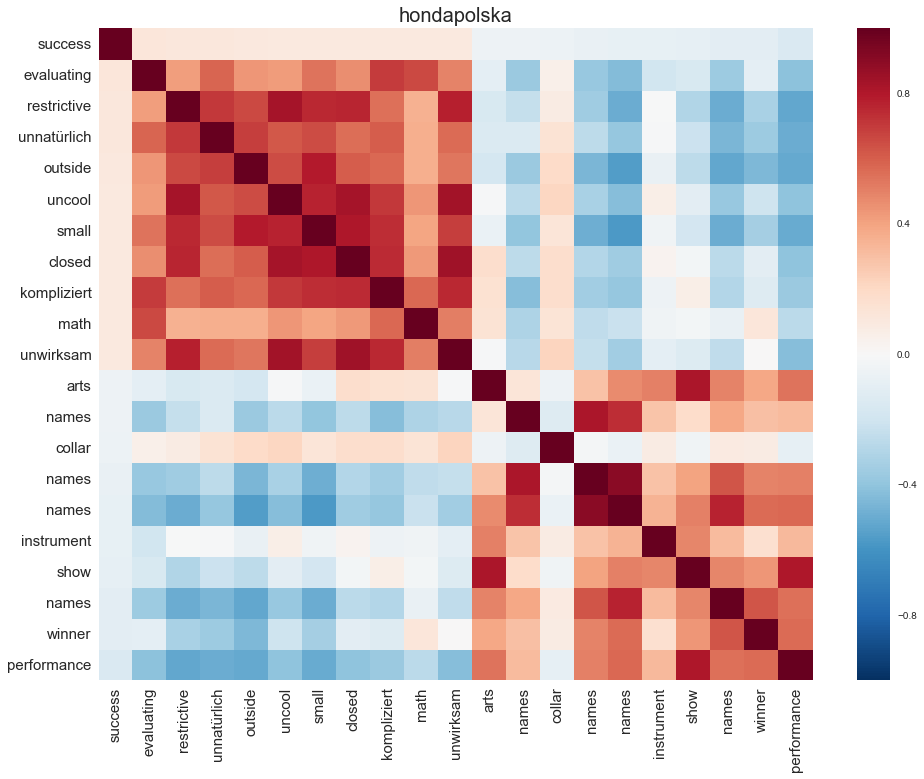 hondapolska
success
evaluating
restrictive
unnatürlich
outside
uncool
small
closed
kompliziert
math
unwirksam
arts
names
collar
names
names
instrument
show
names
winner
performance
success
evaluating
restrictive
unnatürlich
outside
uncool
small
closed
kompliziert
math
unwirksam
arts
names
collar
names
names
instrument
show
names
winner
performance
0.8
0.4
0.0
−0.4
−0.8